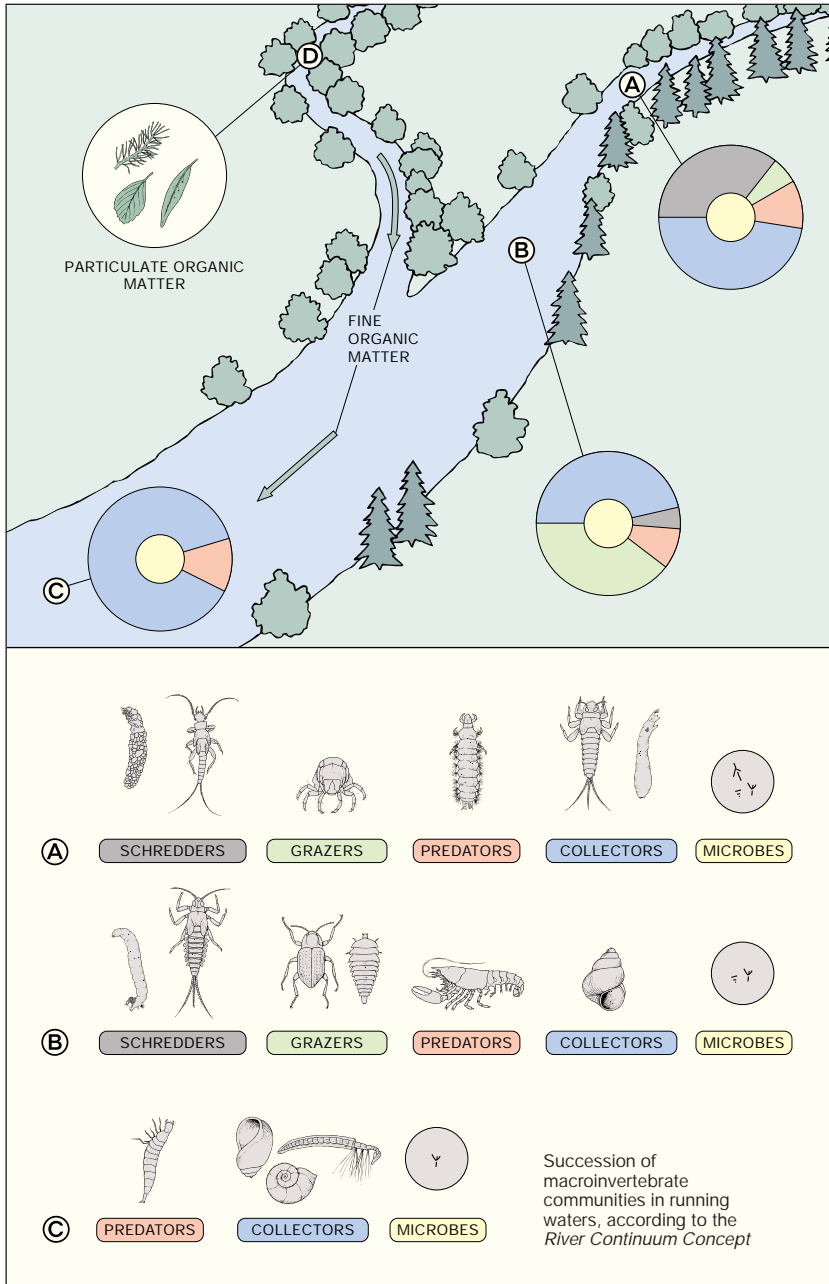 D
A
PARTICULATE ORGANIC
MATTER
B
FINE
ORGANIC
MATTER
C
A
SCHREDDERS
GRAZERS
PREDATORS
COLLECTORS
MICROBES
B
SCHREDDERS
GRAZERS
PREDATORS
COLLECTORS
MICROBES
C
PREDATORS
COLLECTORS
MICROBES
Succession of
macroinvertebrate
communities in running
waters, according to the
River Continuum Concept